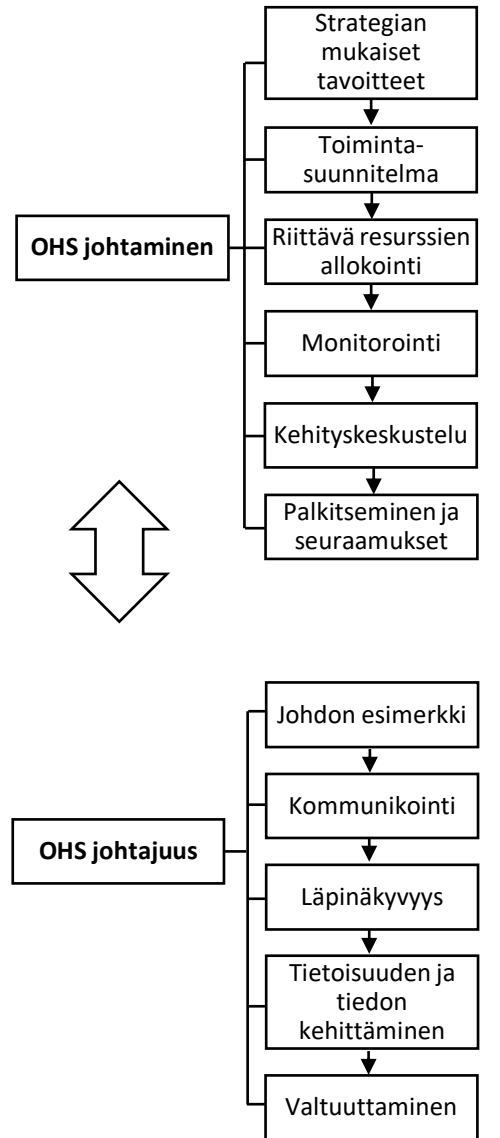 Strategian
mukaiset
tavoitteet
Toiminta-
suunnitelma
OHS johtaminen
Riittävä resurssien
allokointi
Monitorointi
Kehityskeskustelu
Palkitseminen ja
seuraamukset
Johdon esimerkki
Kommunikointi
OHS johtajuus
Läpinäkyvyys
Tietoisuuden ja
tiedon
kehittäminen
Valtuuttaminen